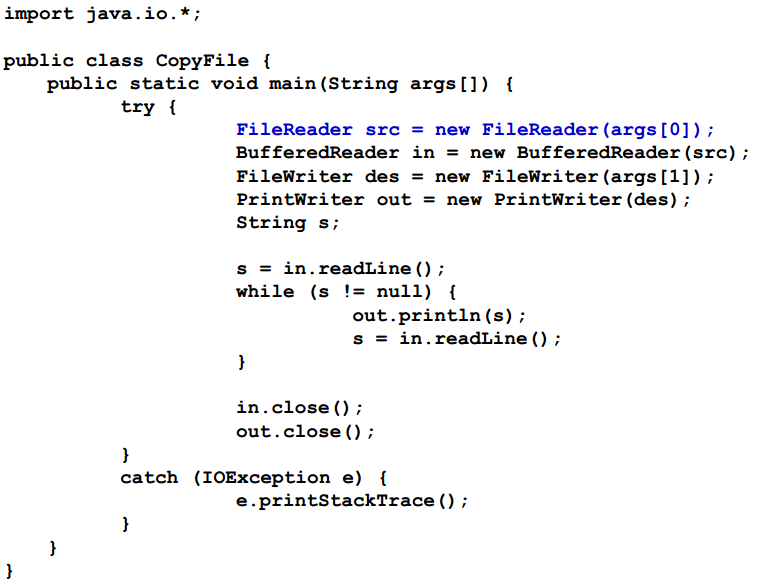 import java.io.*;

public class CopyFile {
    public static void main(String args[]) {
          try {
                    FileReader src = new FileReader(args[0]);
                    BufferedReader in = new BufferedReader(src);
                    FileWriter des = new FileWriter(args[1]);
                    PrintWriter out = new PrintWriter(des);
                    String s;

                    s = in.readLine();
                    while (s != null) {
                              out.println(s);
                              s = in.readLine();
                    }

                    in.close();
                    out.close();
          }
          catch (IOException e) {
                    e.printStackTrace();
          }
    }
}